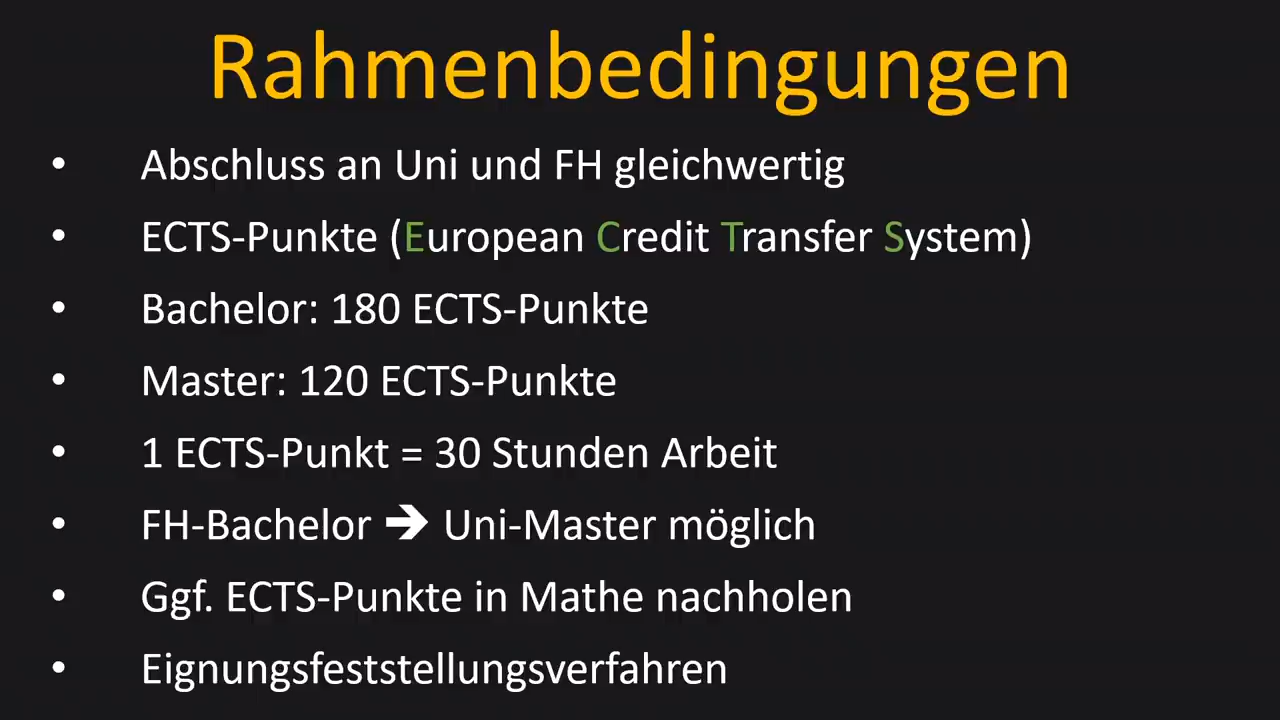 Rahmenbedingungen
• Abschluss an Uni und FH gleichwertig
• ECTS-Punkte (European Credit Transfer System)
• Bachelor: 180 ECTS-Punkte
• Master: 120 ECTS-Punkte
• 1 ECTS-Punkt = 30 Stunden Arbeit
• FH-Bachelor ➔ Uni-Master möglich
• Ggf. ECTS-Punkte in Mathe nachholen
• Eignungsfeststellungsverfahren